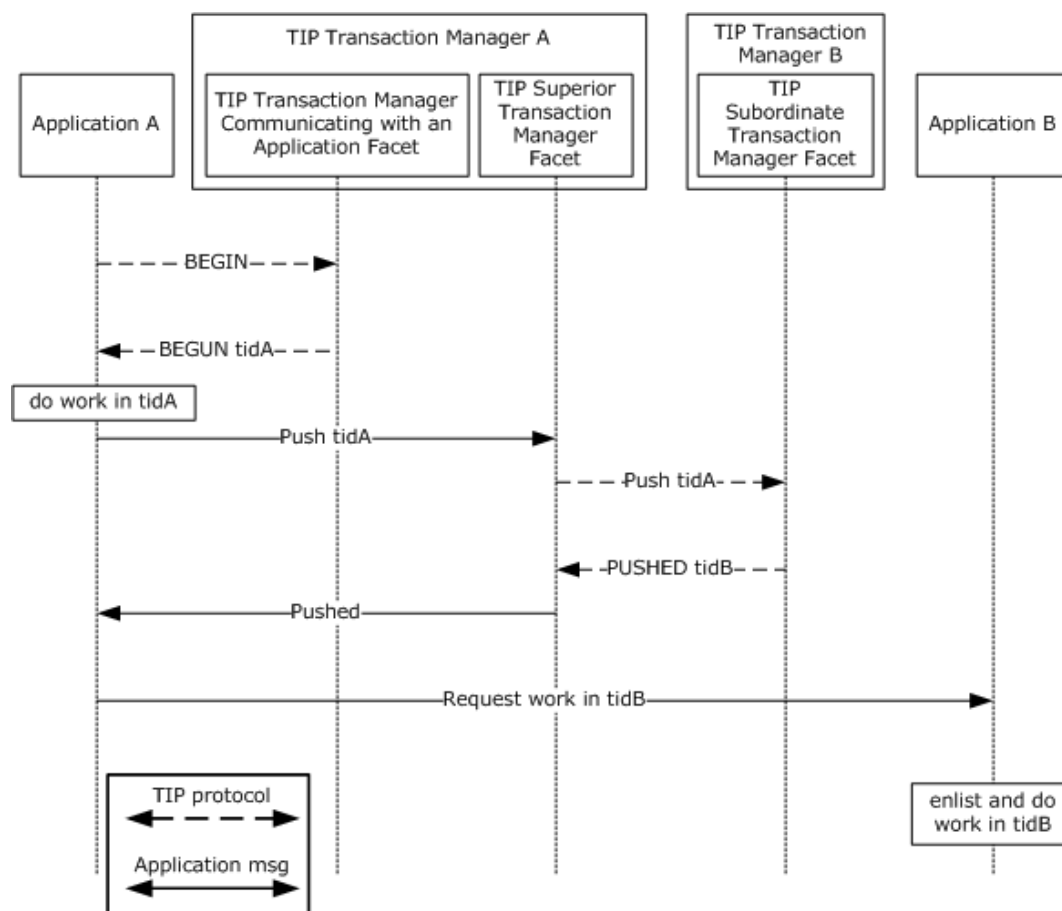 TIP Transaction Manager A
TIP Transaction
Manager
B
Application A
TIP Transaction Manager
Communicating with an
Application Facet
TIP Superior
Transaction
Manager
Facet
TIP
Subordinate
Transaction
Manager Facet
Application B
BEGIN
BEGUN tidA
do work in tidA
Push tidA
Push tidA
PUSHED tidB
Pushed
Request work in tidB
TIP protocol
Application msg
enlist and do
work in tidB